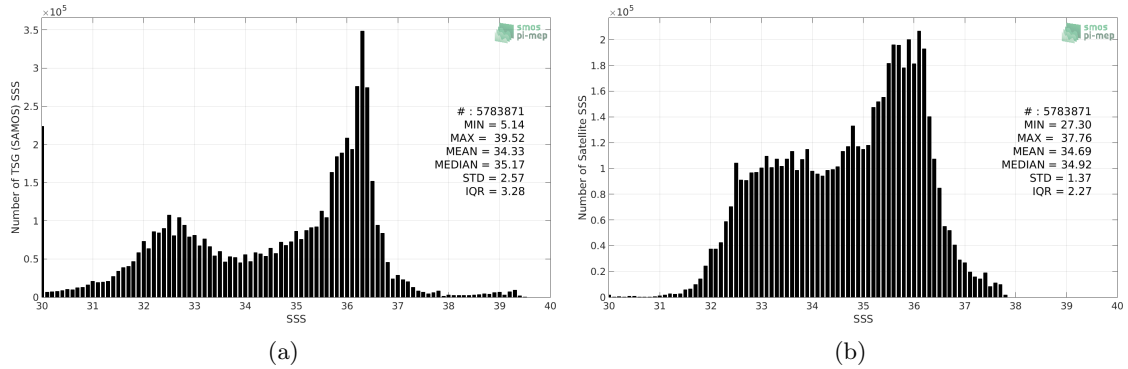 ×10⁵
3.5
3
2.5
2
1.5
1
0.5
0
30 31 32 33 34 35 36 37 38 39 40
SSS
Number of TSG (SAMOS) SSS
smos
pi-mep
# : 5783871
MIN = 5.14
MAX = 39.52
MEAN = 34.33
MEDIAN = 35.17
STD = 2.57
IQR = 3.28
(a)
×10⁵
2
1.8
1.6
1.4
1.2
1
0.8
0.6
0.4
0.2
0
30 31 32 33 34 35 36 37 38 39 40
SSS
Number of Satellite SSS
smos
pi-mep
# : 5783871
MIN = 27.30
MAX = 37.76
MEAN = 34.69
MEDIAN = 34.92
STD = 1.37
IQR = 2.27
(b)